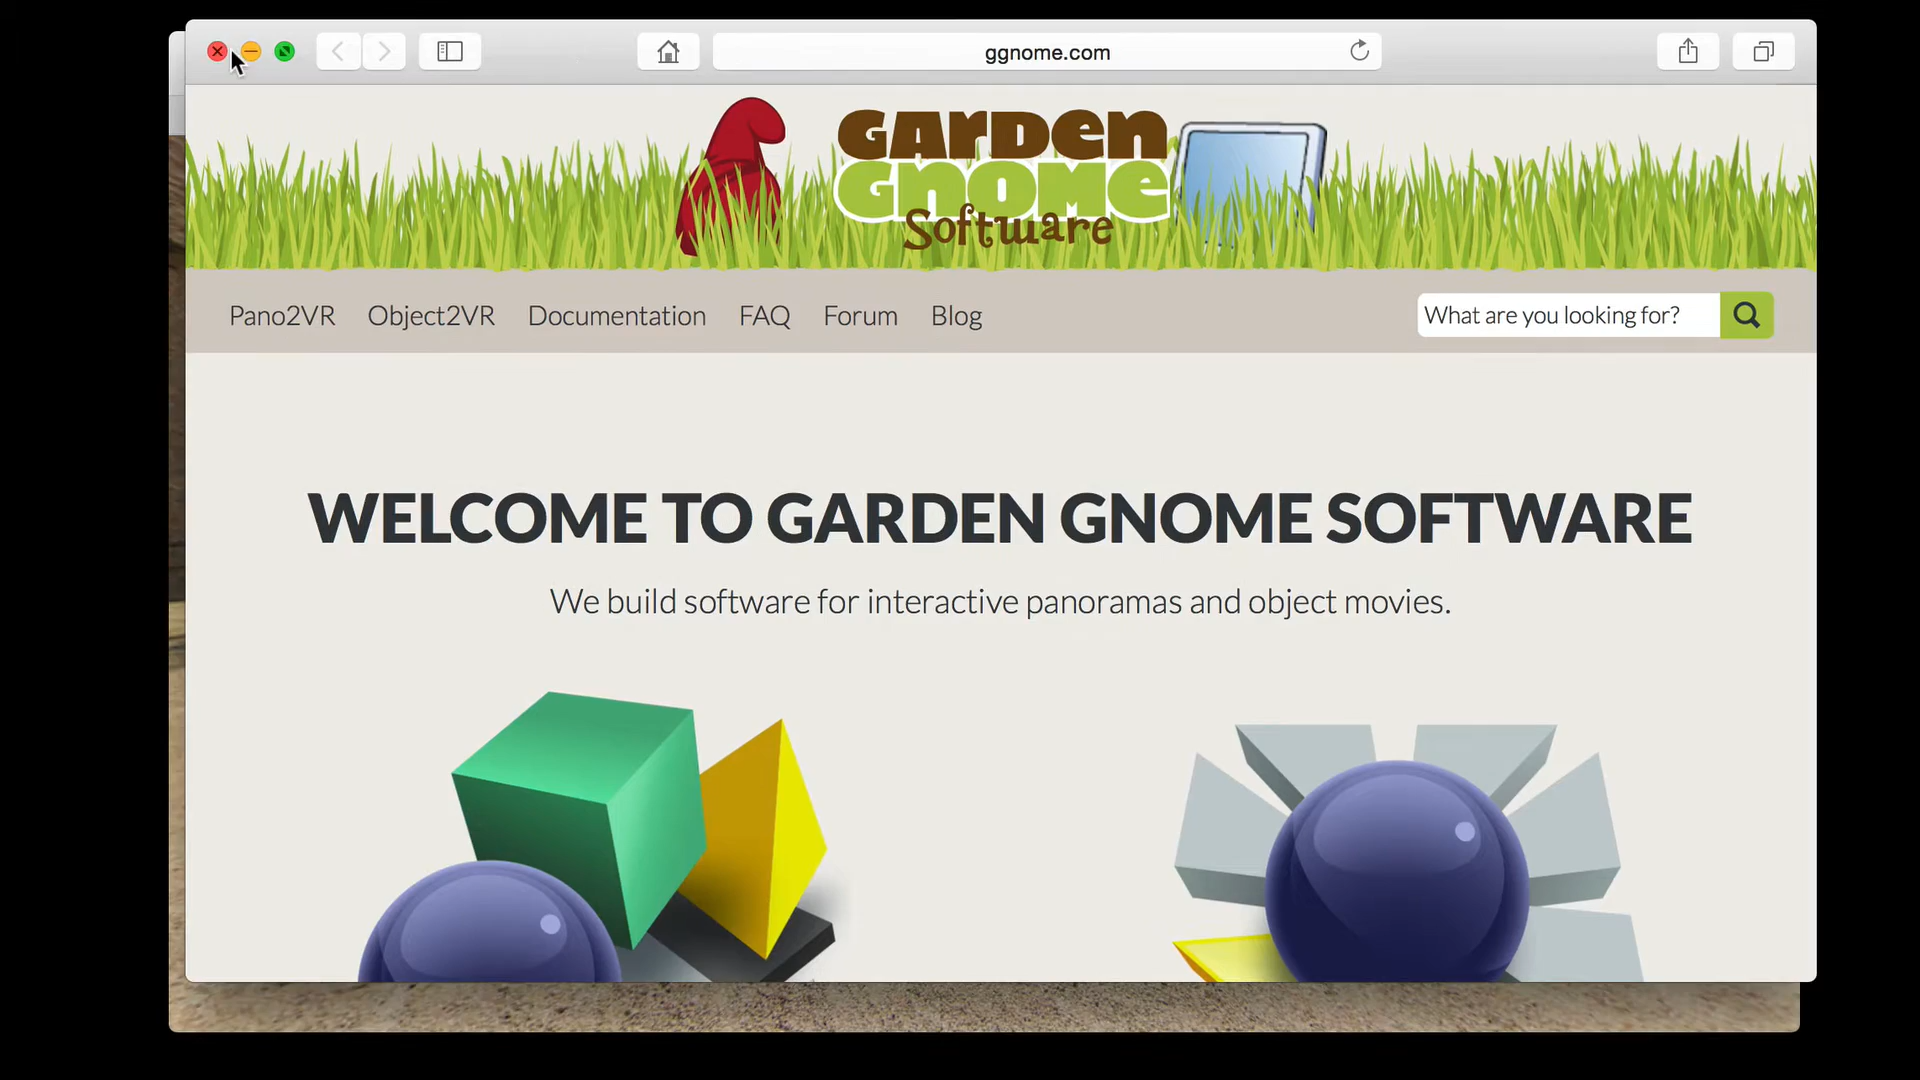 ggnome.com
GARDEN
GNOME
Software
Pano2VR Object2VR Documentation FAQ Forum Blog
What are you looking for?
WELCOME TO GARDEN GNOME SOFTWARE
We build software for interactive panoramas and object movies.